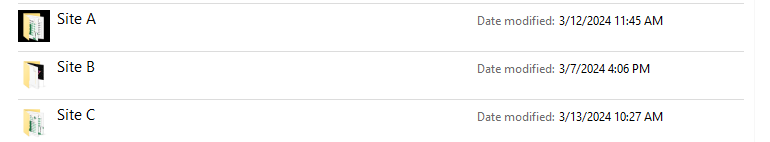 Site A Date modified: 3/12/2024 11:45 AM
Site B Date modified: 3/7/2024 4:06 PM
Site C Date modified: 3/13/2024 10:27 AM